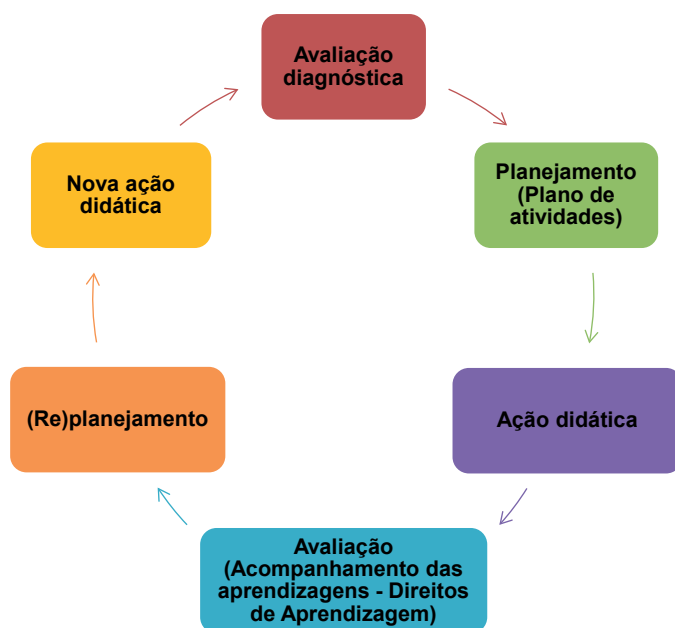 Avaliação
diagnóstica
Planejamento
(Plano de
atividades)
Ação didática
Avaliação
(Acompanhamento das
aprendizagens - Direitos
de Aprendizagem)
(Re)planejamento
Nova ação
didática